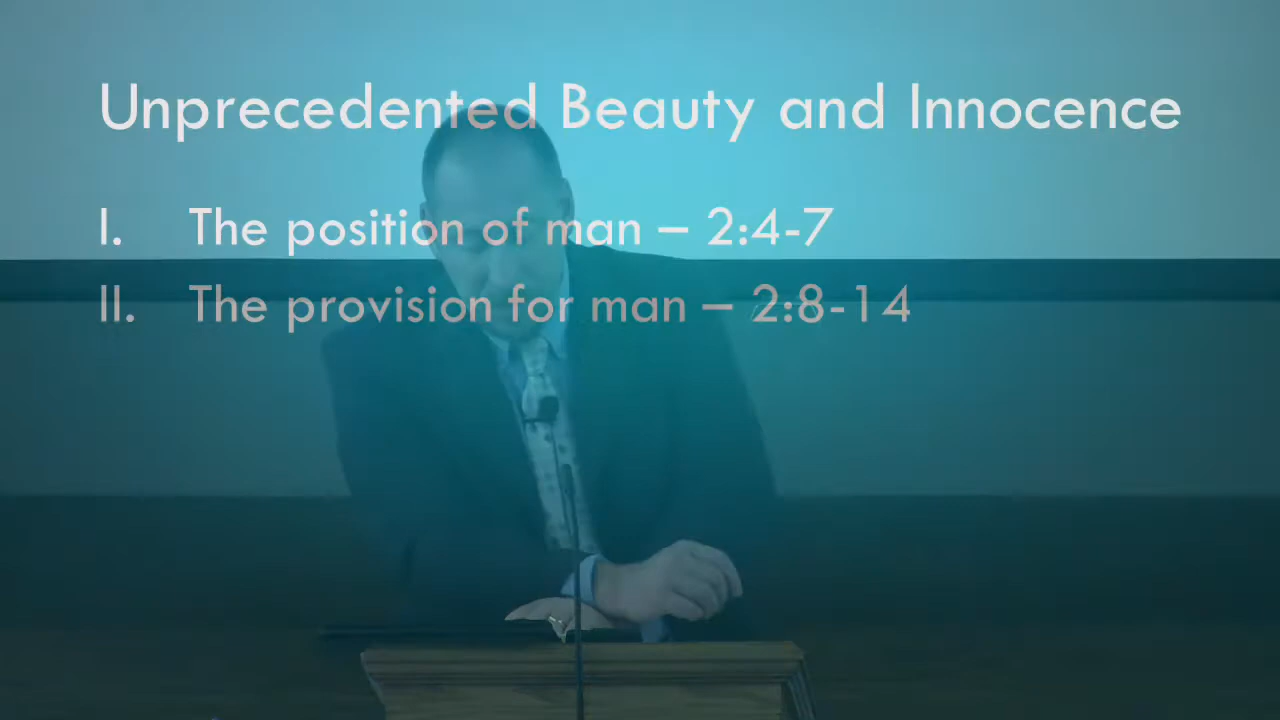 Unprecedented Beauty and Innocence
I. The position of man – 2:4-7
II. The provision for man – 2:8-14